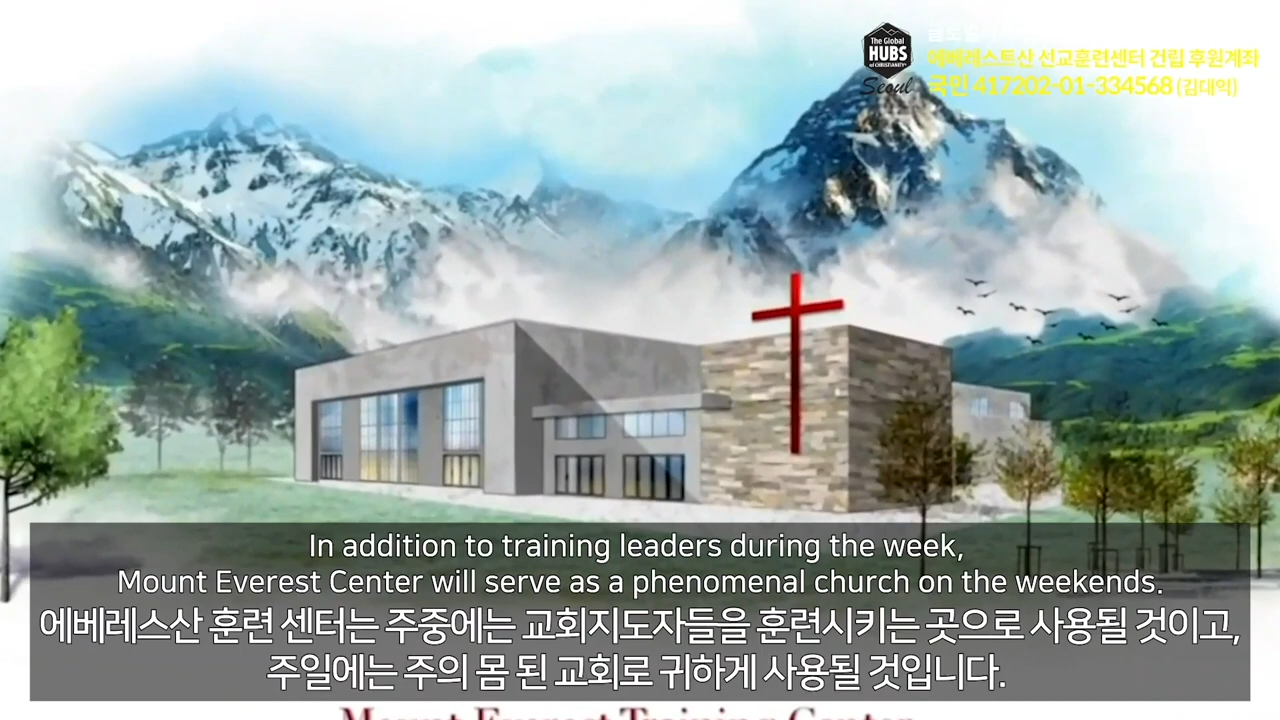 The Global
HUBS
of CHRISTIANITY
Seoul
에베레스트산 선교훈련센터 건립 후원계좌
국민 417202-01-334568 (김대억)
In addition to training leaders during the week,
Mount Everest Center will serve as a phenomenal church on the weekends.
에베레스산 훈련 센터는 주중에는 교회지도자들을 훈련시키는 곳으로 사용될 것이고,
주일에는 주의 몸 된 교회로 귀하게 사용될 것입니다.
Mount Everest Training Center